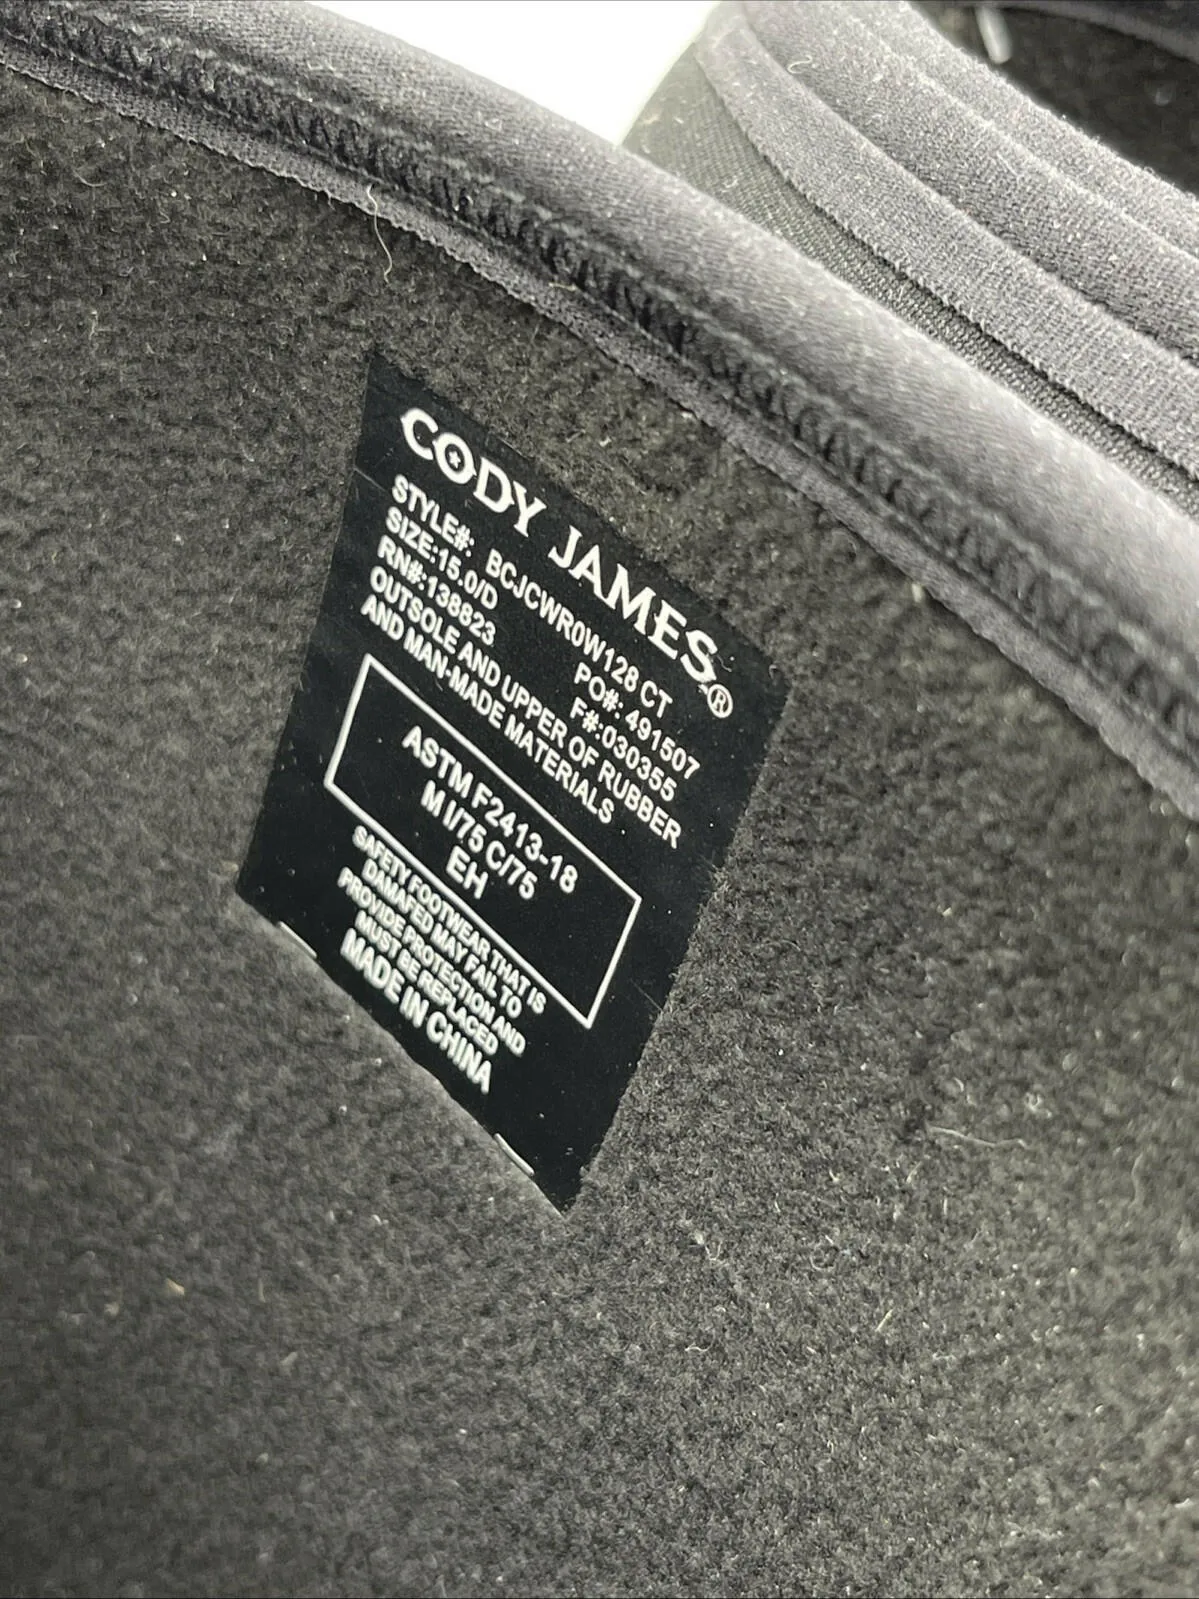 CODY JAMES®
STYLE#: BCJCWR0W128 CT
SIZE:15.0/D PO#: 491507
RN#:138823 F#:030355
OUTSOLE AND UPPER OF RUBBER
AND MAN-MADE MATERIALS
ASTM F2413-18
M I/75 C/75
EH
SAFETY FOOTWEAR THAT IS
DAMAFED MAY FAIL TO
PROVIDE PROTECTION AND
MUST BE REPLACED
MADE IN CHINA